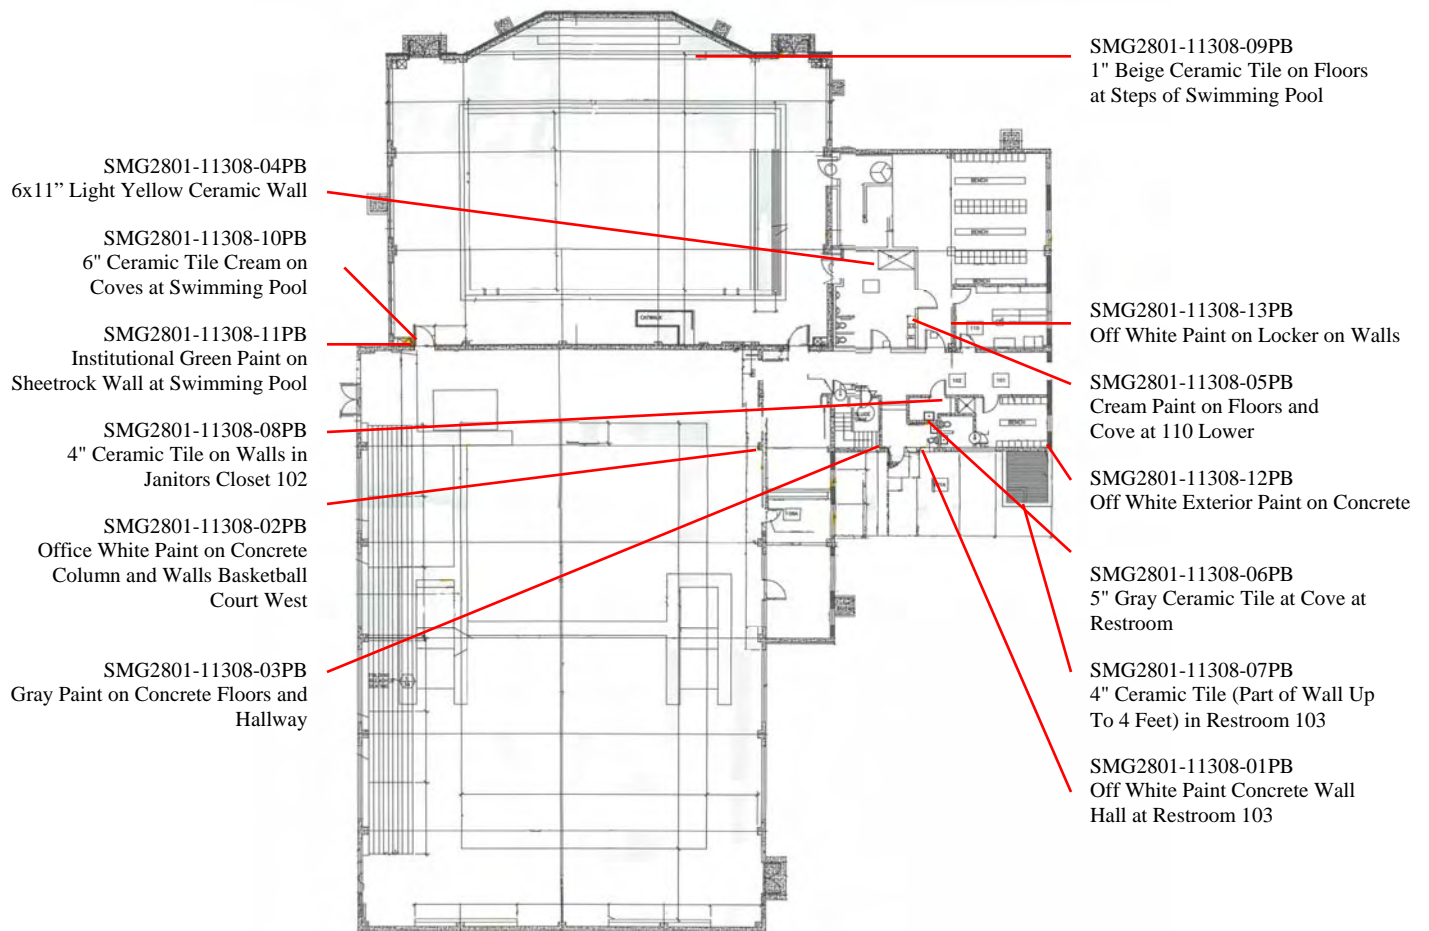 SMG2801-11308-09PB
1" Beige Ceramic Tile on Floors
at Steps of Swimming Pool
SMG2801-11308-04PB
6x11” Light Yellow Ceramic Wall
SMG2801-11308-10PB
6" Ceramic Tile Cream on
Coves at Swimming Pool
SMG2801-11308-11PB
Institutional Green Paint on
Sheetrock Wall at Swimming Pool
SMG2801-11308-08PB
4" Ceramic Tile on Walls in
Janitors Closet 102
SMG2801-11308-02PB
Office White Paint on Concrete
Column and Walls Basketball
Court West
SMG2801-11308-03PB
Gray Paint on Concrete Floors and
Hallway
BENCH
BENCH
BENCH
CATWALK
110
102
101
BENCH
SMG2801-11308-13PB
Off White Paint on Locker on Walls
SMG2801-11308-05PB
Cream Paint on Floors and
Cove at 110 Lower
SMG2801-11308-12PB
Off White Exterior Paint on Concrete
SMG2801-11308-06PB
5" Gray Ceramic Tile at Cove at
Restroom
SMG2801-11308-07PB
4" Ceramic Tile (Part of Wall Up
To 4 Feet) in Restroom 103
SMG2801-11308-01PB
Off White Paint Concrete Wall
Hall at Restroom 103